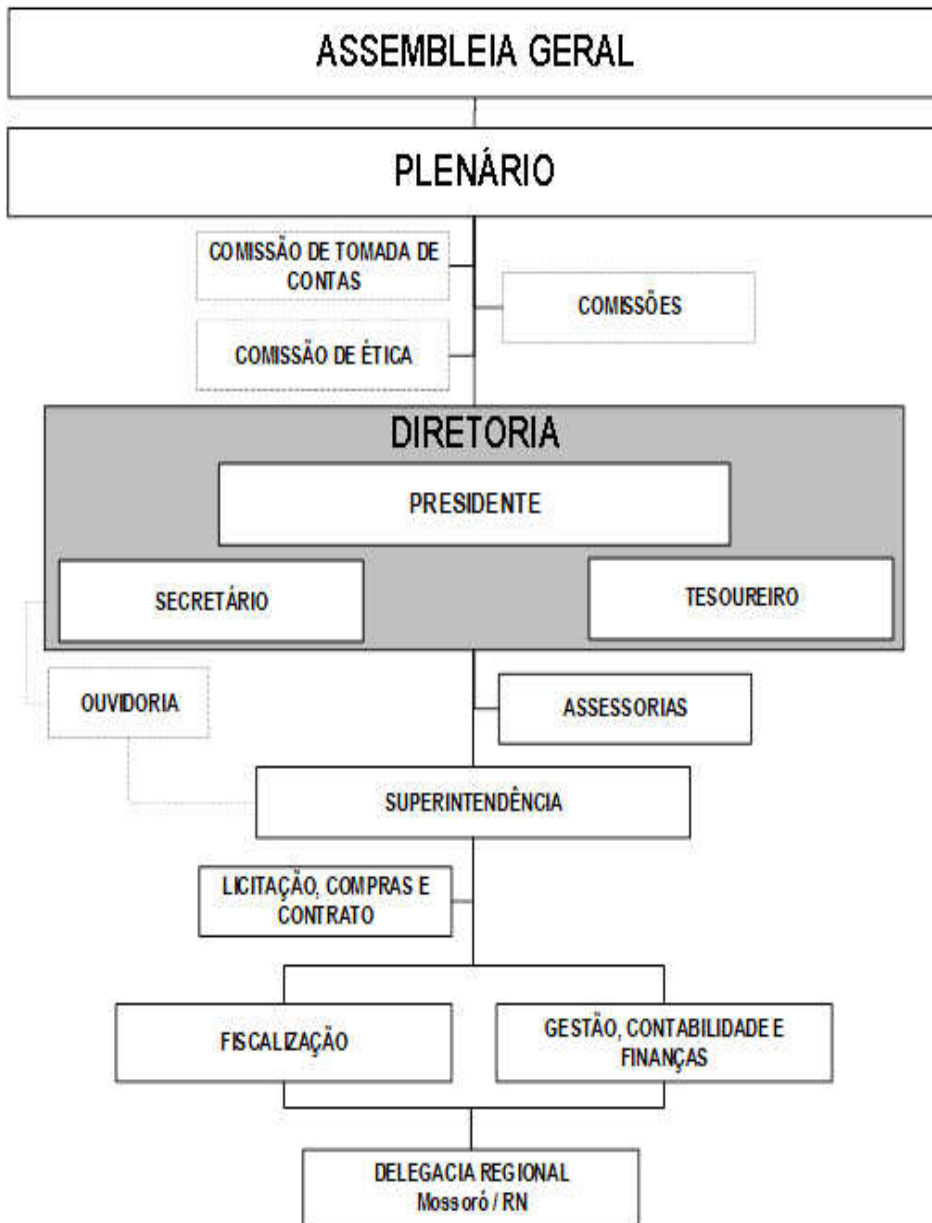 ASSEMBLEIA GERAL
PLENÁRIO
COMISSÃO DE TOMADA DE
CONTAS
COMISSÕES
COMISSÃO DE ÉTICA
DIRETORIA
PRESIDENTE
SECRETÁRIO
TESOUREIRO
OUVIDORIA
ASSESSORIAS
SUPERINTENDÊNCIA
LICITAÇÃO, COMPRAS E
CONTRATO
FISCALIZAÇÃO
GESTÃO, CONTABILIDADE E
FINANÇAS
DELEGACIA REGIONAL
Mossoró / RN